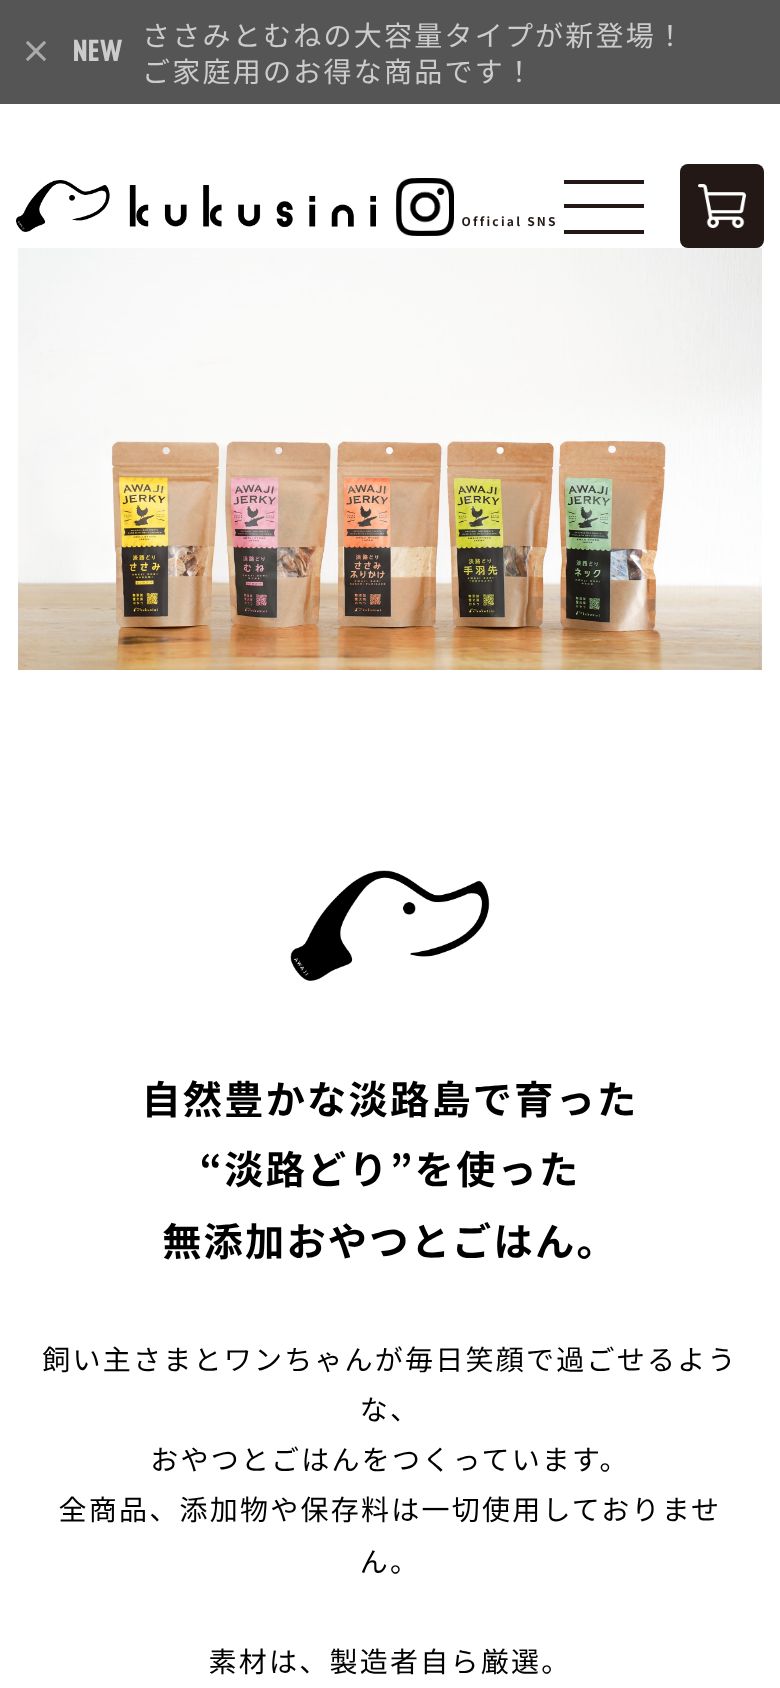 NEW
ささみとむねの大容量タイプが新登場！
ご家庭用のお得な商品です！
kukusini
Official SNS
AWAJI
JERKY
淡路どり
ささみ
AWAJI
JERKY
淡路どり
むね
AWAJI
JERKY
淡路どり
ささみ
ふりかけ
AWAJI
JERKY
淡路どり
手羽先
AWAJI
JERKY
淡路どり
ネック
AWAJI
自然豊かな淡路島で育った
“淡路どり”を使った
無添加おやつとごはん。
飼い主さまとワンちゃんが毎日笑顔で過ごせるよう
な、
おやつとごはんをつくっています。
全商品、添加物や保存料は一切使用しておりませ
ん。
素材は、製造者自ら厳選。